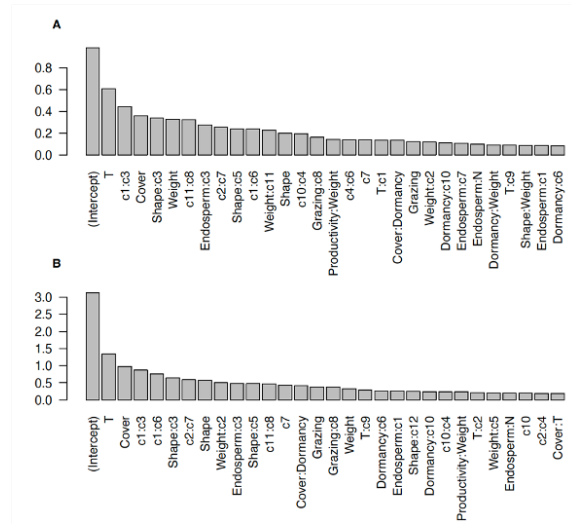 A
0.8
0.6
0.4
0.2
0.0
(Intercept)
T
c1:c3
Cover
Shape:c3
Weight
c11:c8
Endosperm:c3
c2:c7
Shape:c5
c1:c6
Weight:c11
Shape
c10:c4
Grazing:c8
Productivity:Weight
c4:c6
c7
T:c1
Cover:Dormancy
Grazing
Weight:c2
Dormancy:c10
Endosperm:c7
Endosperm:N
Dormancy:Weight
T:c9
Shape:Weight
Endosperm:c1
Dormancy:c6
B
3.0
2.5
2.0
1.5
1.0
0.5
0.0
(Intercept)
T
Cover
c1:c3
c1:c6
Shape:c3
c2:c7
Shape
Weight:c2
Endosperm:c3
Shape:c5
c11:c8
c7
Cover:Dormancy
Grazing
Grazing:c8
Weight
T:c9
Dormancy:c6
Endosperm:c1
Shape:c12
Dormancy:c10
c10:c4
Productivity:Weight
T:c2
Weight:c5
Endosperm:N
c10
c2:c4
Cover:T